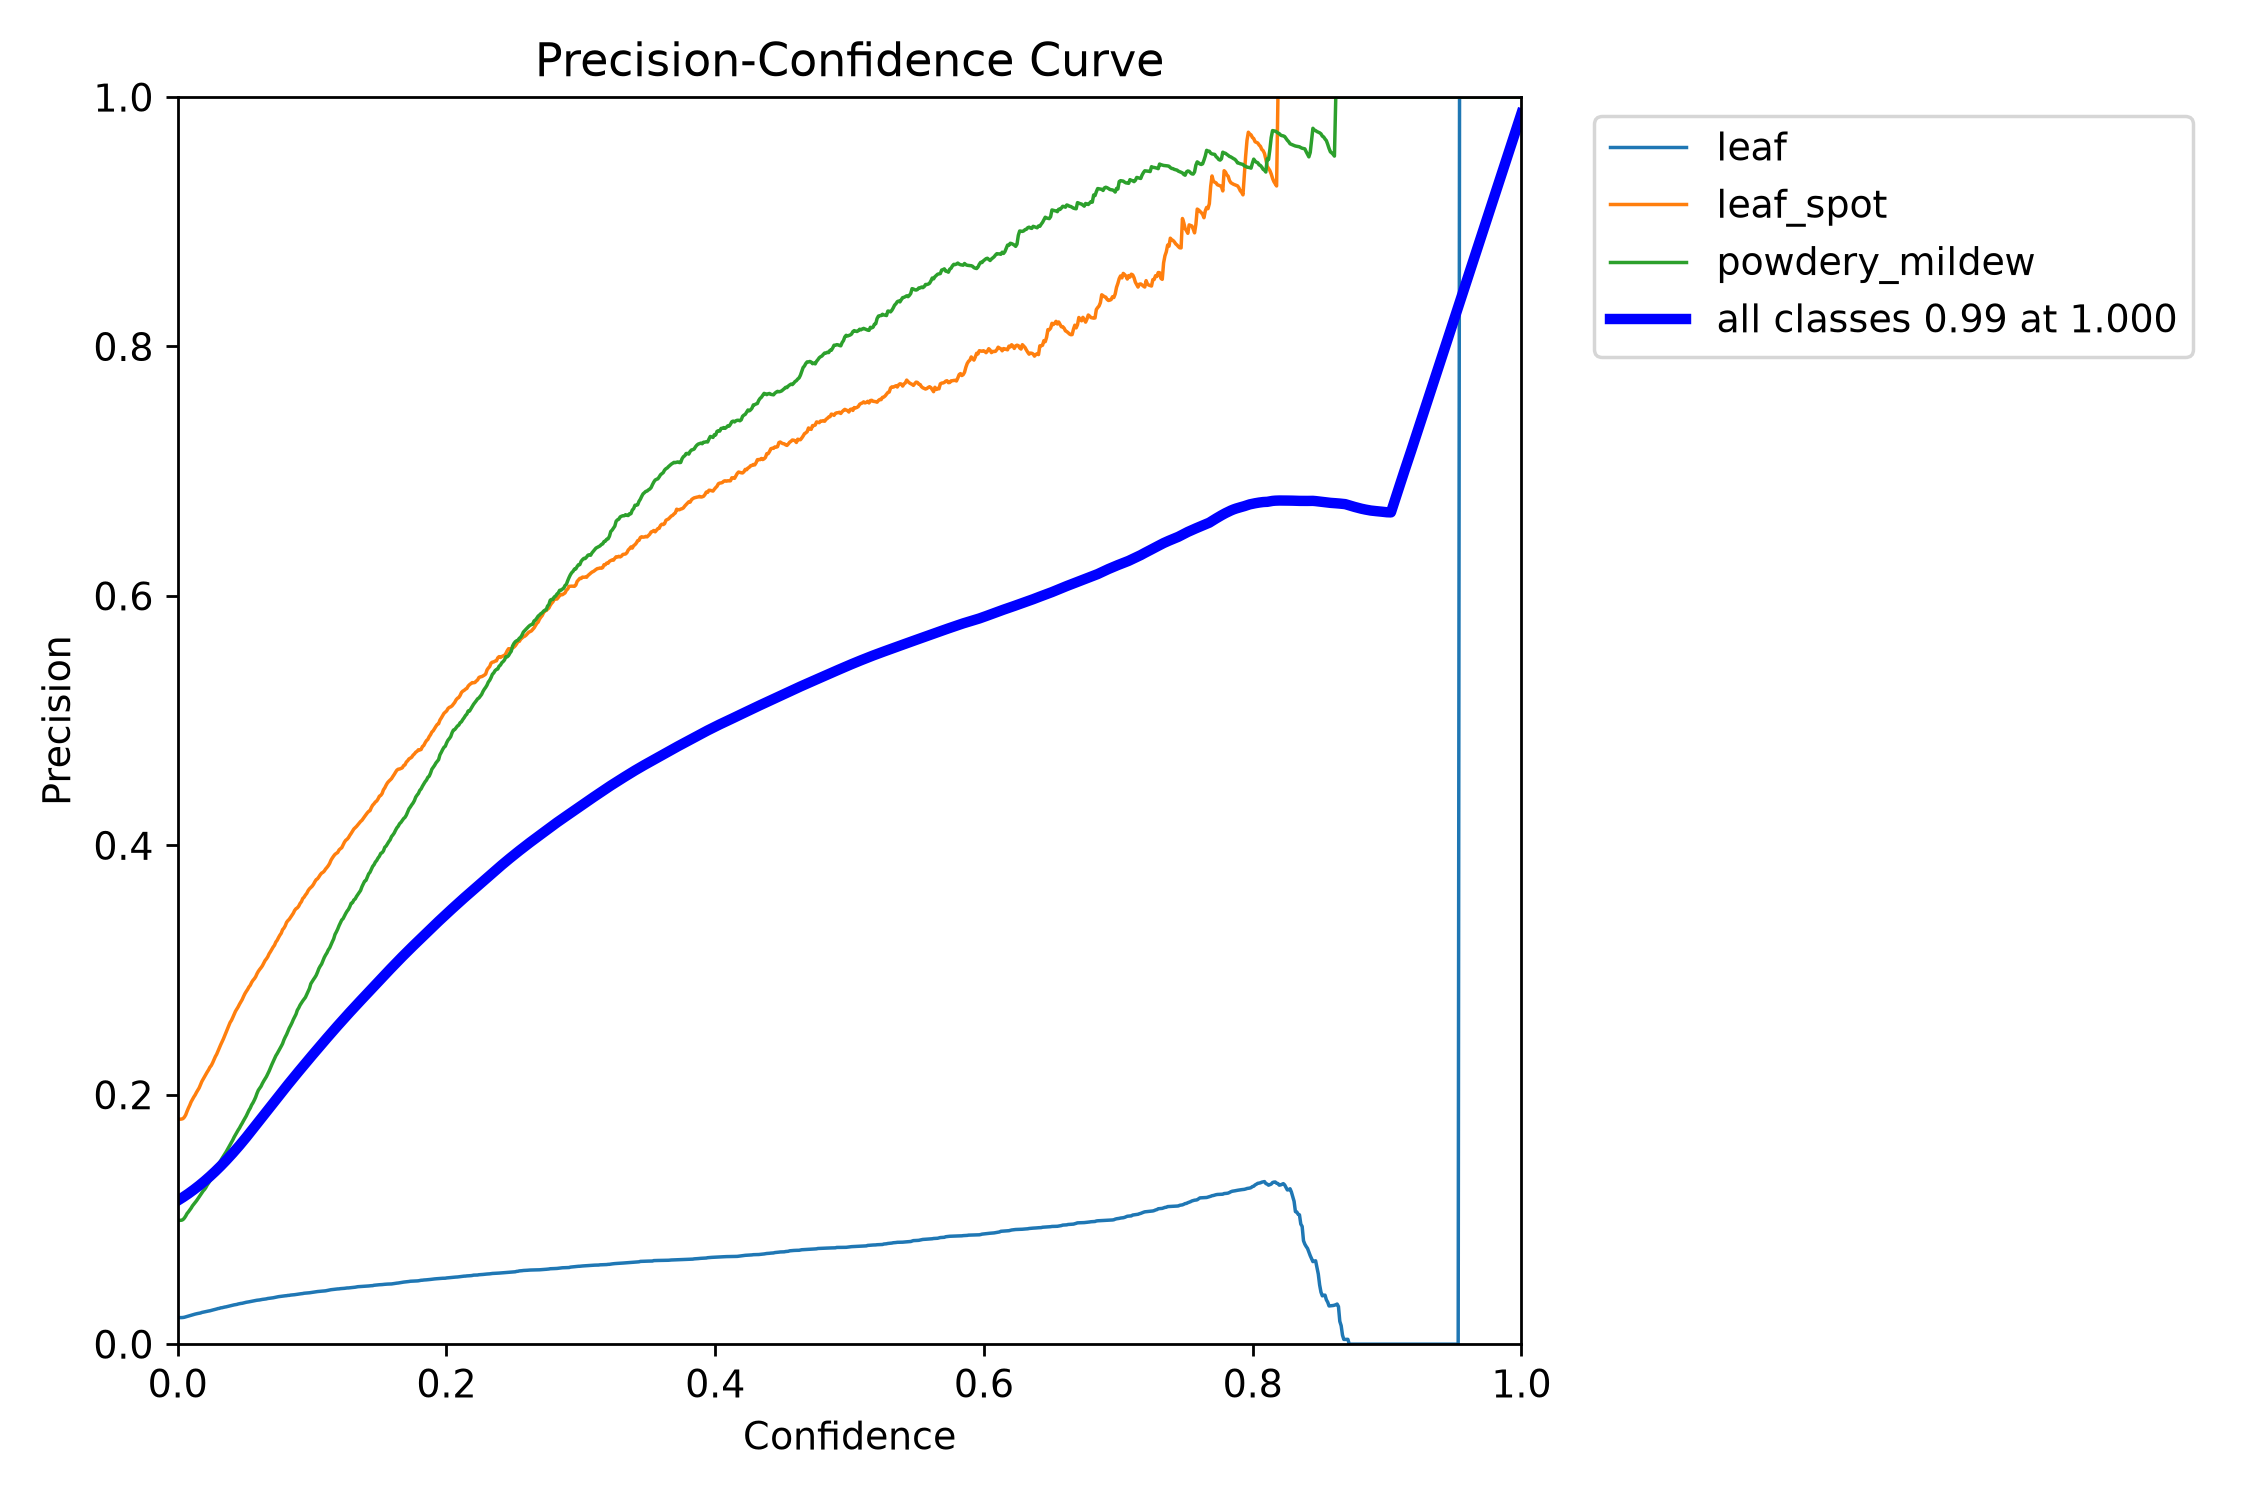 Precision-Confidence Curve
1.0
0.8
0.6
0.4
0.2
0.0
Precision
0.0 0.2 0.4 0.6 0.8 1.0
Confidence
leaf
leaf_spot
powdery_mildew
all classes 0.99 at 1.000